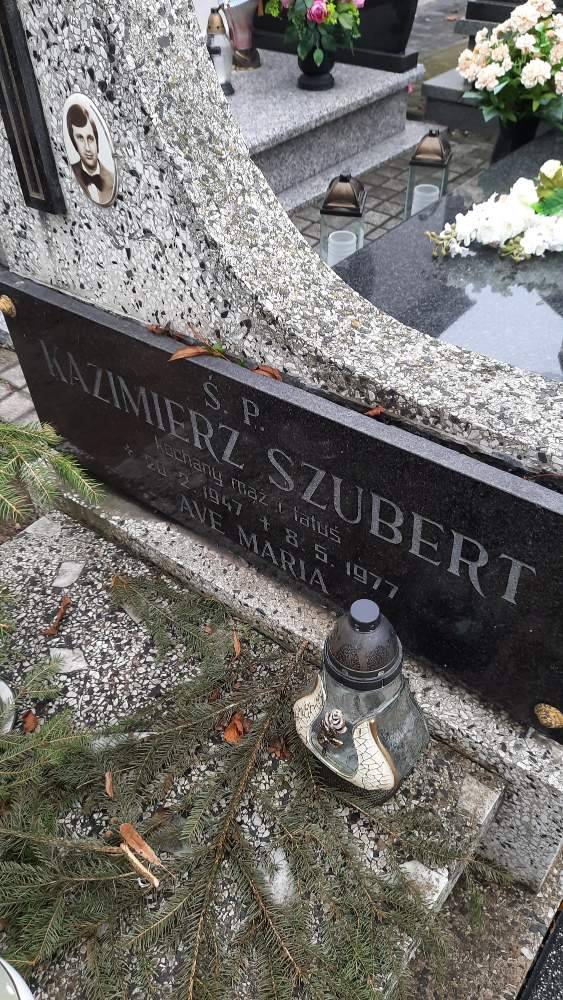 Ś. P.
KAZIMIERZ SZUBERT
Kochany mąż i tatuś
* 20. 2. 1947 + 8. 5. 1977
AVE MARIA